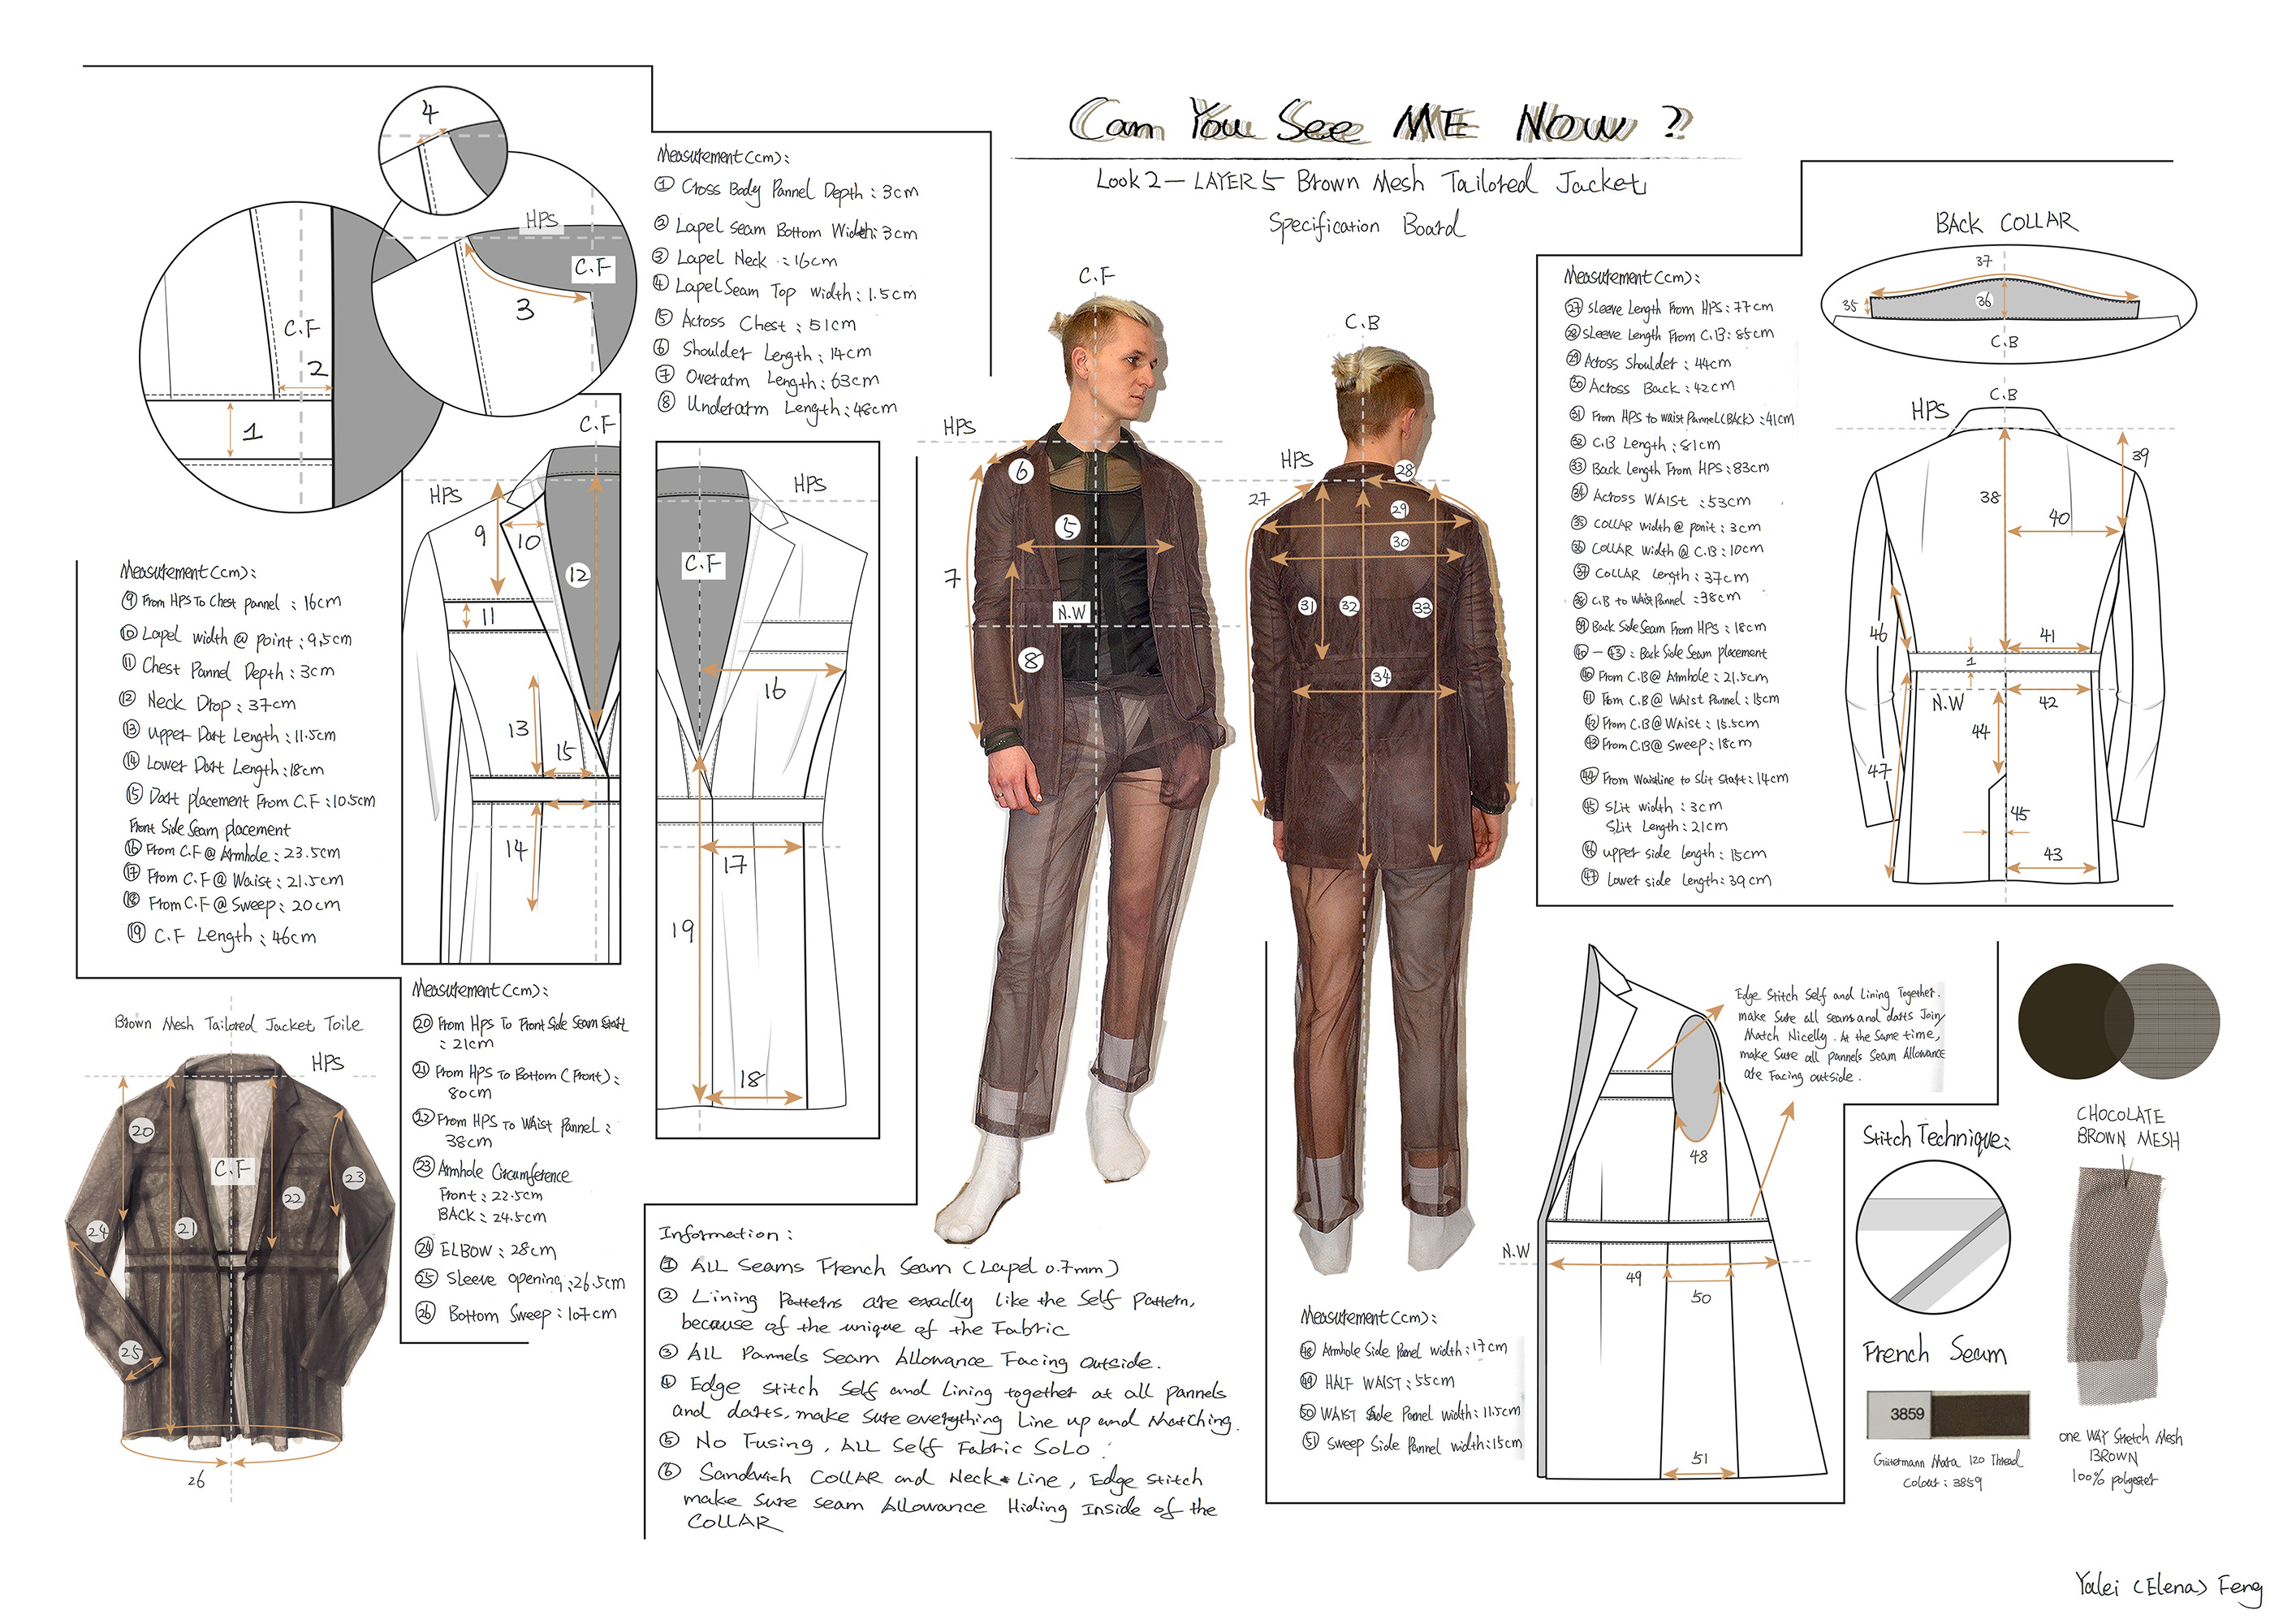 Can You See ME Now ?
Look 2 — LAYER 5 Brown Mesh Tailored Jacket
Specification Board
4
HPS
C.F
3
C.F
2
1
Measurement(cm):
① Cross Body Pannel Depth : 3cm
② Lapel Seam Bottom Width: 3cm
③ Lapel Neck : 16cm
④ Lapel Seam Top Width : 1.5cm
⑤ Across Chest : 51cm
⑥ Shoulder Length : 14cm
⑦ Overarm Length : 63cm
⑧ Underarm Length : 48cm
C.F
HPS
9
10
12
11
13
15
14
HPS
C.F
16
17
19
18
Measurement(cm):
⑨ From HPS To Chest pannel : 16cm
⑩ Lapel width @ point : 9.5cm
⑪ Chest Pannel Depth : 3cm
⑫ Neck Drop : 37cm
⑬ Upper Dart Length : 11.5cm
⑭ Lower Dart Length : 18cm
⑮ Dart placement From C.F : 10.5cm
Front Side Seam placement
⑯ From C.F @ Armhole : 23.5cm
⑰ From C.F @ Waist : 21.5cm
⑱ From C.F @ Sweep : 20cm
⑲ C.F Length : 46cm
Brown Mesh Tailored Jacket Toile
HPS
20
C.F
23
22
24
21
25
26
Measurement(cm):
⑳ From Hps To Front Side Seam Start
: 21cm
㉑ From HPS To Bottom (Front) :
80cm
㉒ From HPS To Waist Pannel :
38cm
㉓ Armhole Circumference
Front : 22.5cm
BACK : 24.5cm
㉔ ELBOW : 28cm
㉕ Sleeve opening : 26.5cm
㉖ Bottom Sweep : 107cm
C.F
HPS
6
5
7
N.W
8
C.B
HPS
28
27
29
30
31
32
33
34
Information :
① ALL Seams French Seam (Lapel 0.7mm)
② Lining Patterns are exadly like the Self Pattern,
because of the unique of the Fabric
③ ALL Pannels Seam Allowance Facing Outside.
④ Edge Stitch Self and Lining together at all pannels
and darts, make Sure everything Line up and Matching.
⑤ No Fusing, ALL Self Fabric SOLO.
⑥ Sandwich COLLAR and Neck Line, Edge Stitch
make Sure seam Allowance Hiding Inside of the
COLLAR
Measurement(cm):
㉗ Sleeve Length From HPS : 77cm
㉘ Sleeve Length From C.B : 85cm
㉙ Across Shoulder : 44cm
㉚ Across Back : 42cm
㉛ From HPS to Waist Pannel(BACK) : 41cm
㉜ C.B Length : 81cm
㉝ Back Length From HPS : 83cm
㉞ Across WAIST : 53cm
㉟ COLLAR Width @ ponit : 3cm
㊱ COLLAR Width @ C.B : 10cm
㊲ COLLAR Length : 37cm
㊳ C.B to Waist Pannel : 38cm
㊴ Back Side Seam From HPS : 18cm
㊵ — ㊸ : Back Side Seam placement
㊵ From C.B @ Armhole : 21.5cm
㊶ From C.B @ Waist Pannel : 15cm
㊷ From C.B @ Waist : 15.5cm
㊸ From C.B @ Sweep : 18cm
㊹ From Waistline to Slit Start : 14cm
㊺ Slit Width : 3cm
Slit Length : 21cm
㊻ upper side length : 15cm
㊼ Lower side Length : 39cm
BACK COLLAR
37
35
36
C.B
C.B
HPS
39
38
40
46
41
1
N.W
42
44
47
45
43
Edge Stitch Self and Lining Together.
make Sure all seams and darts Join
Match Nicelly. At the Same time,
make Sure all pannels Seam Allowance
are Facing outside.
48
N.W
49
50
51
Measurement(cm):
㊽ Armhole Side Panel width : 17cm
㊾ HALF WAIST : 55cm
㊿ WAIST Side Panel width : 11.5cm
51 Sweep Side Pannel width : 15cm
Stitch Technique:
French Seam
3859
Gütermann Mara 120 Thread
Colour : 3859
CHOCOLATE
BROWN MESH
one WAY Stretch Mesh
BROWN
100% polyester
Yalei (Elena) Feng